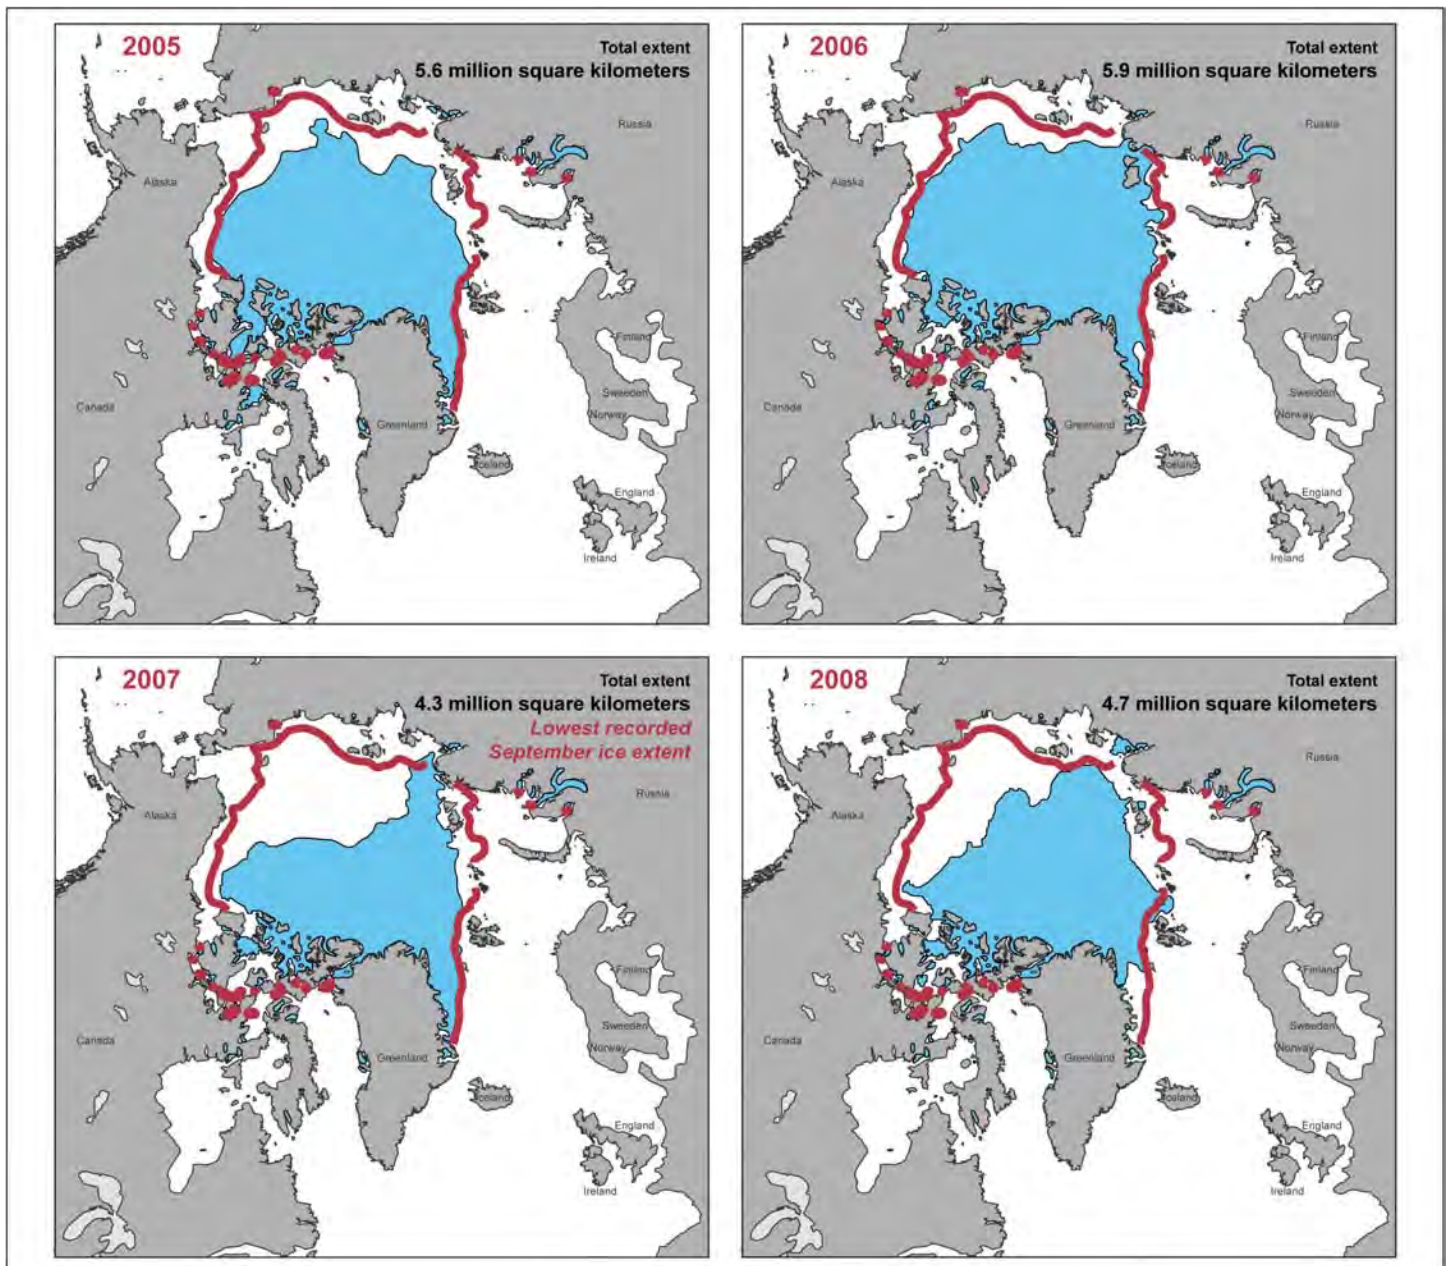 2005
Total extent
5.6 million square kilometers
Russia
Alaska
Finland
Sweden
Norway
Canada
Greenland
Iceland
England
Ireland
2006
Total extent
5.9 million square kilometers
Russia
Alaska
Finland
Sweden
Norway
Canada
Greenland
Iceland
England
Ireland
2007
Total extent
4.3 million square kilometers
Lowest recorded
September ice extent
Russia
Alaska
Finland
Sweden
Norway
Canada
Greenland
Iceland
England
Ireland
2008
Total extent
4.7 million square kilometers
Russia
Alaska
Finland
Sweden
Norway
Canada
Greenland
Iceland
England
Ireland